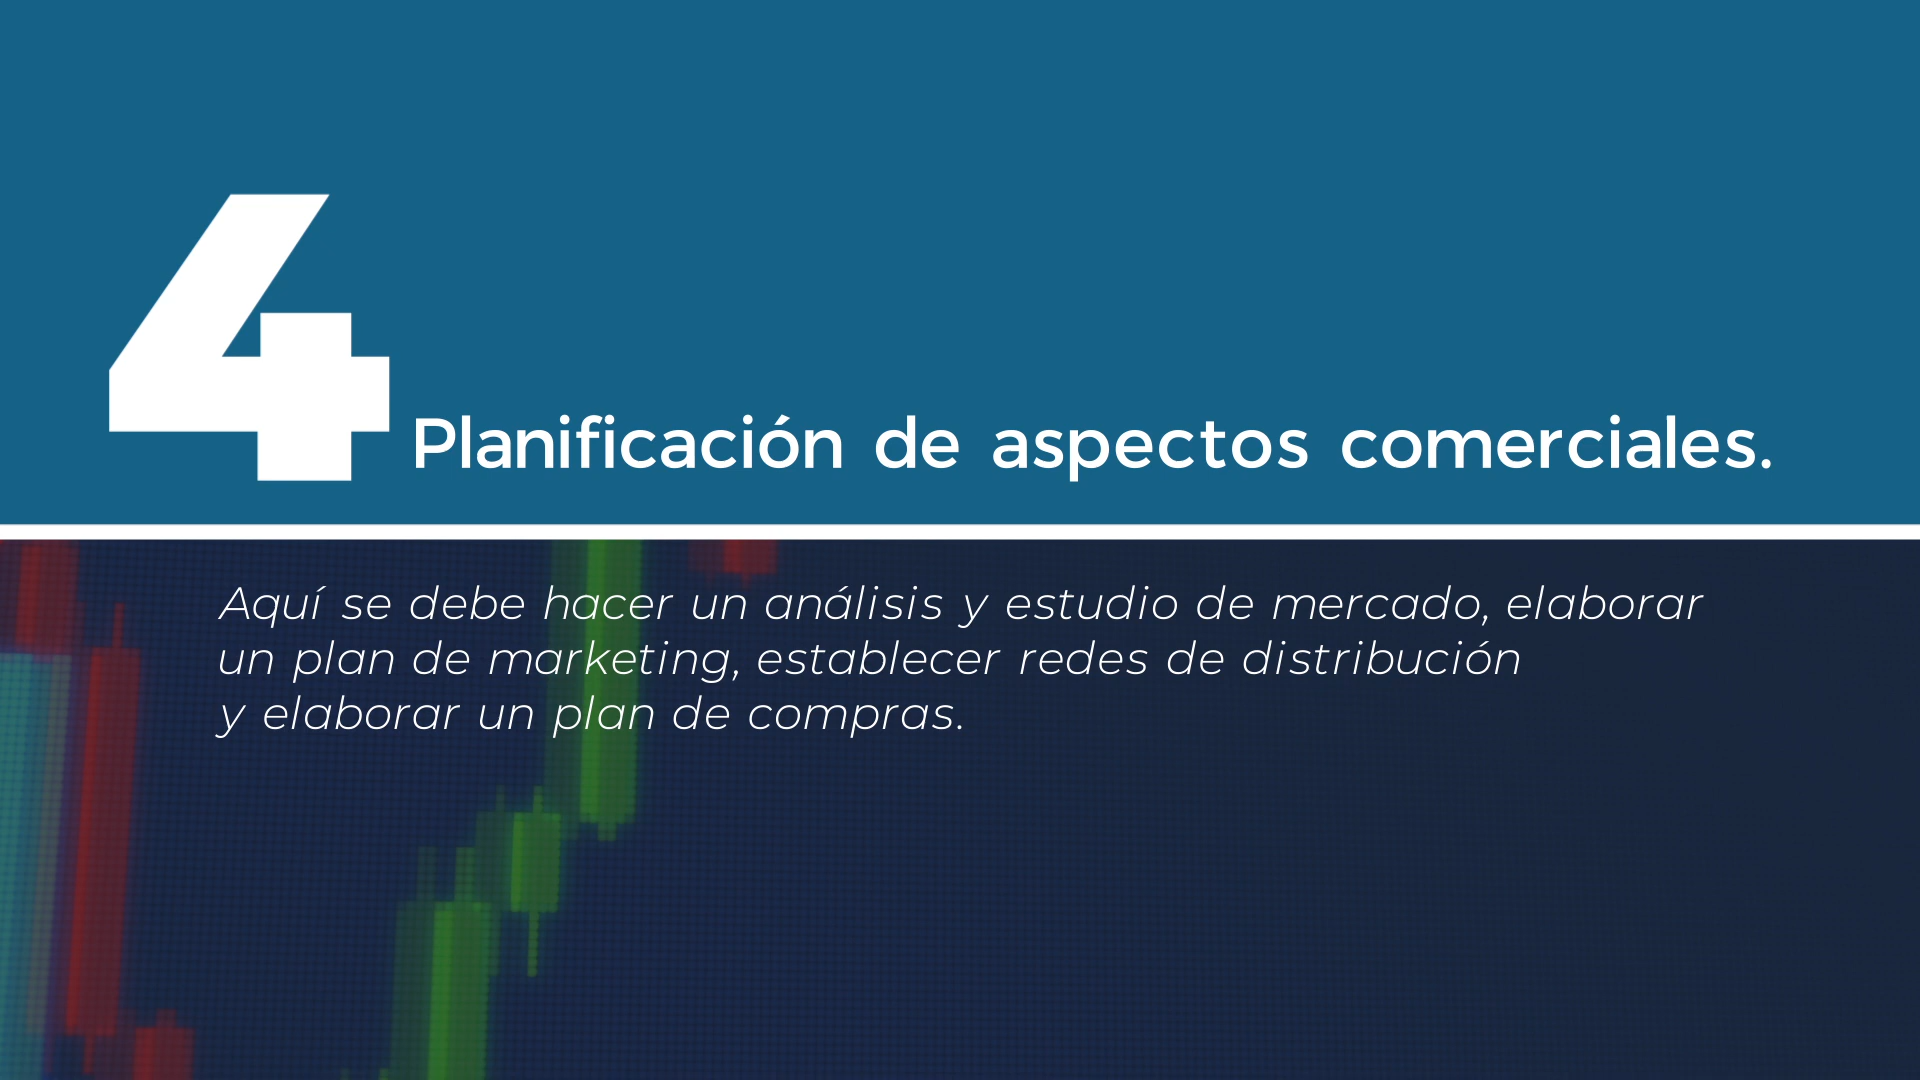 4 Planificación de aspectos comerciales.
Aquí se debe hacer un análisis y estudio de mercado, elaborar
un plan de marketing, establecer redes de distribución
y elaborar un plan de compras.